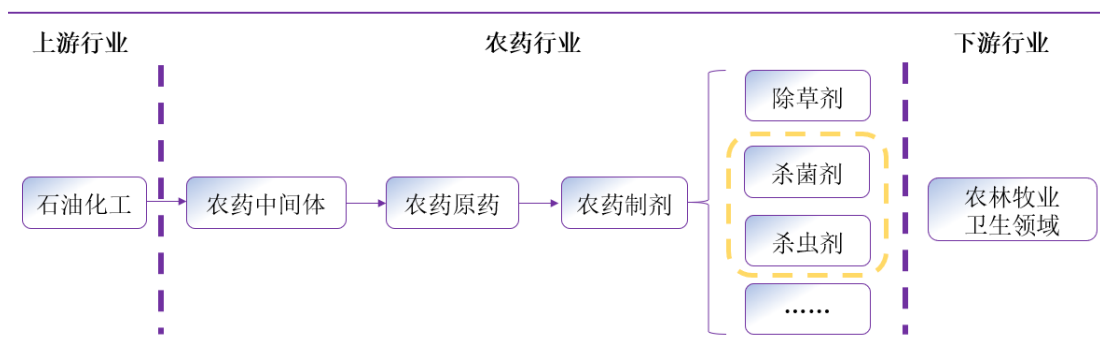 上游行业
农药行业
下游行业
石油化工
农药中间体
农药原药
农药制剂
除草剂
杀菌剂
杀虫剂
……
农林牧业
卫生领域